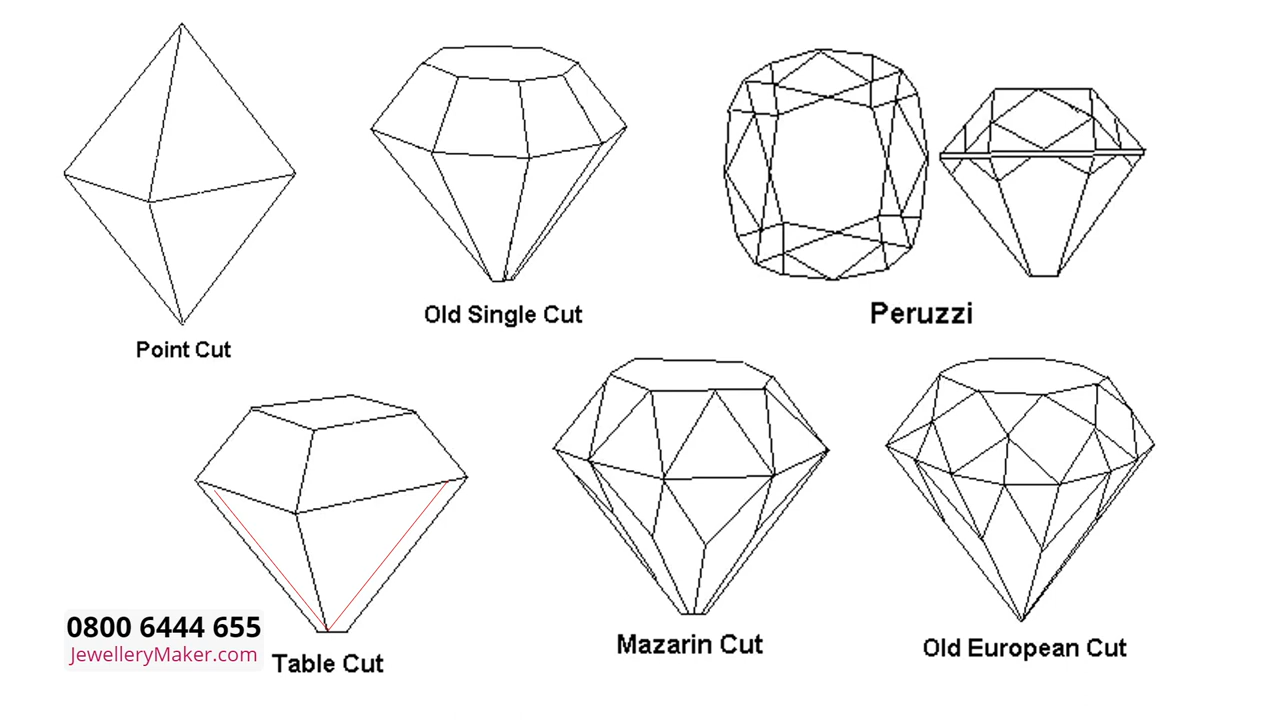 Point Cut
Old Single Cut
Peruzzi
Table Cut
Mazarin Cut
Old European Cut
0800 6444 655
JewelleryMaker.com